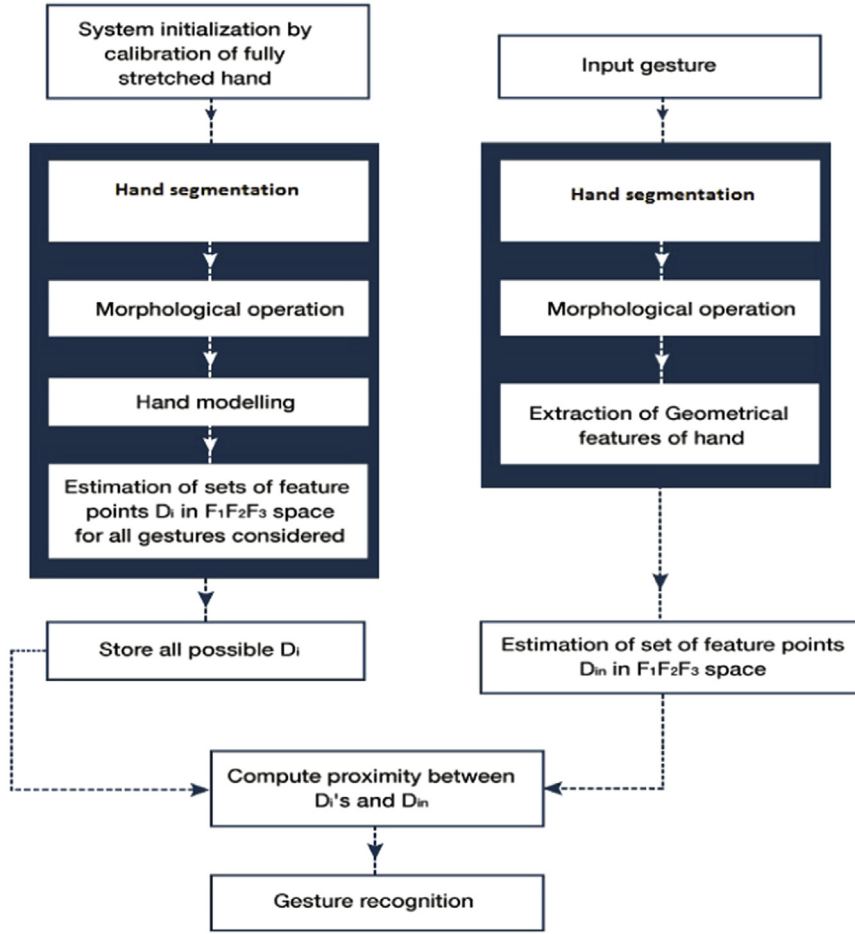 System initialization by
calibration of fully
stretched hand
Hand segmentation
Morphological operation
Hand modelling
Estimation of sets of feature
points Dᵢ in F₁F₂F₃ space
for all gestures considered
Store all possible Dᵢ
Input gesture
Hand segmentation
Morphological operation
Extraction of Geometrical
features of hand
Estimation of set of feature points
Dᵢₙ in F₁F₂F₃ space
Compute proximity between
Dᵢ's and Dᵢₙ
Gesture recognition